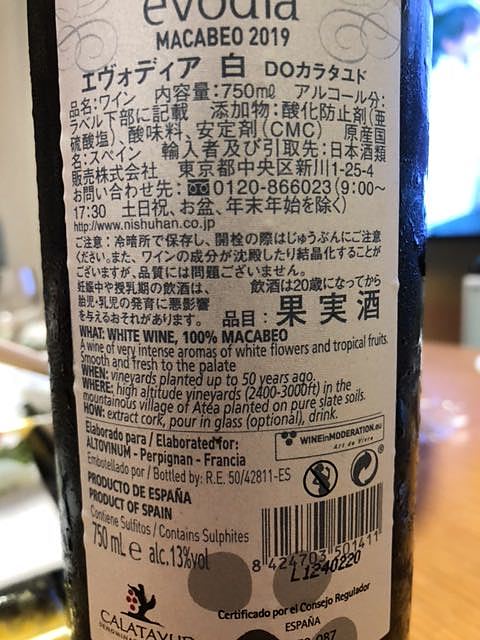 evodia
MACABEO 2019
エヴォディア 白 DOカラタユド
品名:ワイン 内容量:750mℓ アルコール分:
ラベル下部に記載 添加物:酸化防止剤(亜
硫酸塩)、酸味料、安定剤(CMC) 原産国
名:スペイン 輸入者及び引取先:日本酒類
販売株式会社 東京都中央区新川1-25-4
お問い合わせ先:0120-866023(9:00~
17:30 土日祝、お盆、年末年始を除く)
http://www.nishuhan.co.jp
ご注意:冷暗所で保存し、開栓の際はじゅうぶんにご注意
ください。また、ワインの成分が沈殿したり結晶化することが
ございますが、品質には問題ございません。
妊娠中や授乳期の飲酒は、 飲酒は20歳になってから
胎児・乳児の発育に悪影響
を与えるおそれがあります。 品目:果実酒
WHAT: WHITE WINE, 100% MACABEO
A wine of very intense aromas of white flowers and tropical fruits.
Smooth and fresh to the palate
WHEN: vineyards planted up to 50 years ago.
WHERE: high altitude vineyards (2400-3000ft) in the
mountainous village of Atéa planted on pure slate soils.
HOW: extract cork, pour in glass (optional), drink.
Elaborado para / Elaborated for:
ALTOVINUM - Perpignan - Francia
Embotellado por / Bottled by: R.E. 50/42811-ES
WINEinMODERATION.eu
Art de Vivre
PRODUCTO DE ESPAÑA
PRODUCT OF SPAIN
Contiene Sulfitos / Contains Sulphites
750 mL e alc.13%vol
8 424703 501411
L1240220
CALATAYUD
Certificado por el Consejo Regulador
ESPAÑA
087